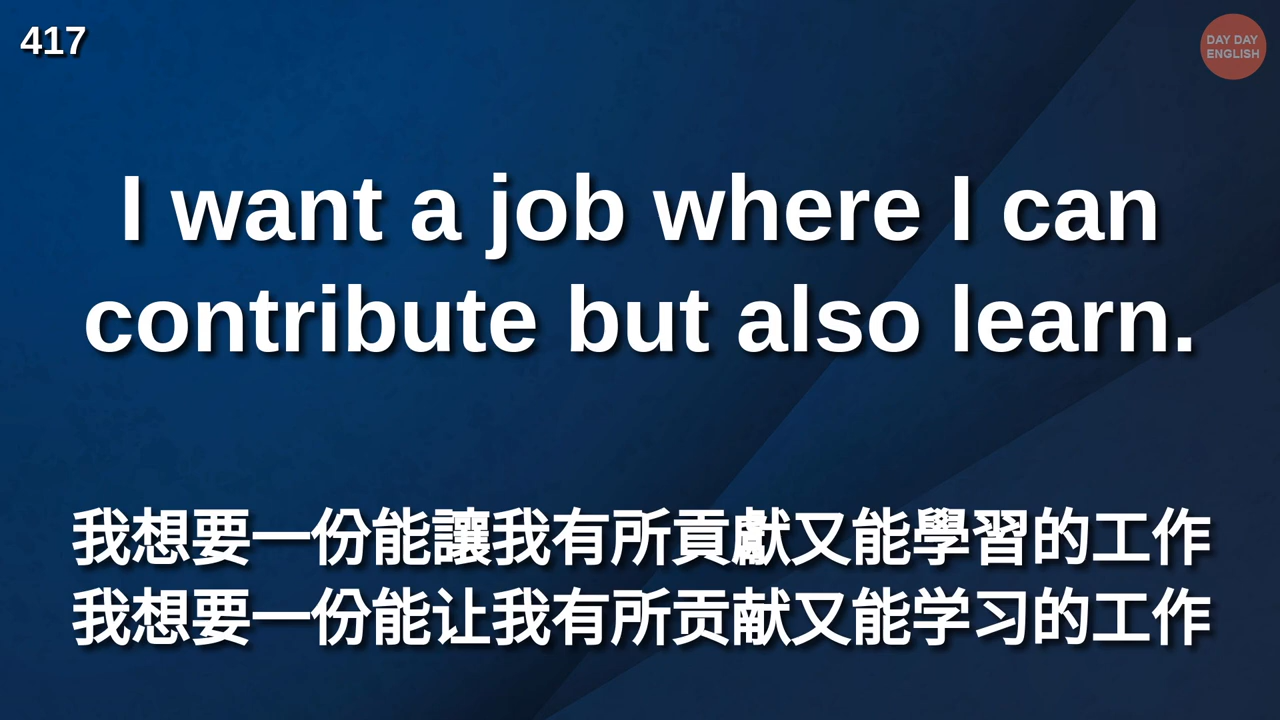 417
DAY DAY
ENGLISH
I want a job where I can
contribute but also learn.
我想要一份能讓我有所貢獻又能學習的工作
我想要一份能让我有所贡献又能学习的工作